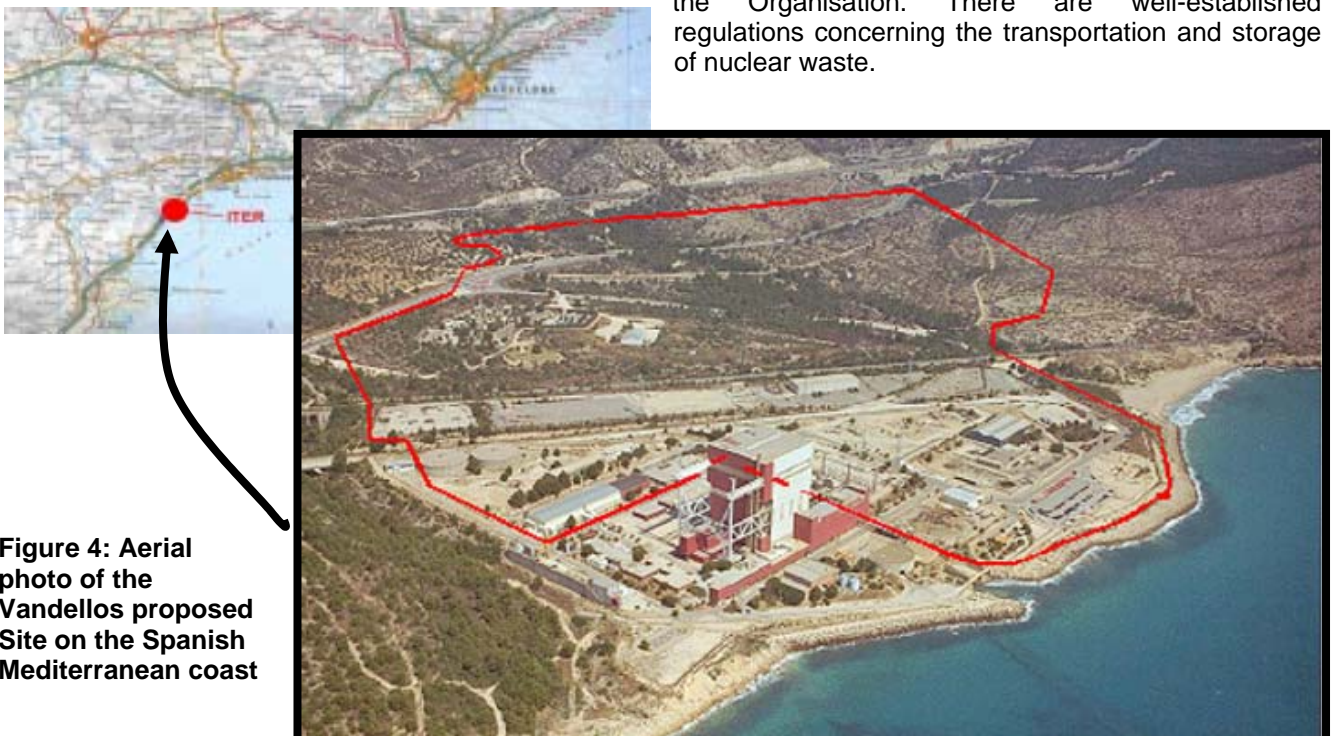 the Organisation. There are well-established
regulations concerning the transportation and storage
of nuclear waste.
BARCELONE
ITER
Figure 4: Aerial
photo of the
Vandellos proposed
Site on the Spanish
Mediterranean coast